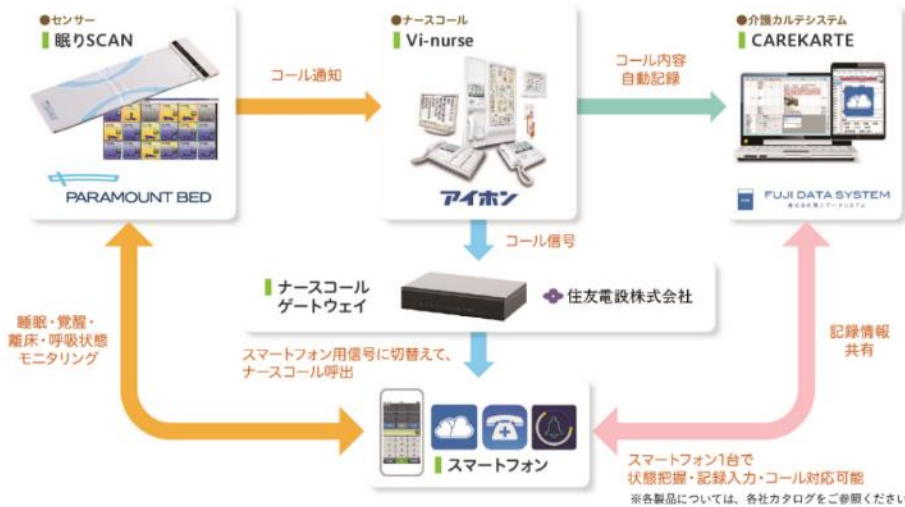 ●センサー
眠りSCAN
PARAMOUNT BED
コール通知
●ナースコール
Vi-nurse
アイホン
コール内容
自動記録
●介護カルテシステム
CAREKARTE
FUJI DATA SYSTEM
コール信号
ナースコール
ゲートウェイ
住友電設株式会社
睡眠・覚醒・
離床・呼吸状態
モニタリング
スマートフォン用信号に切替えて、
ナースコール呼出
記録情報
共有
スマートフォン
スマートフォン1台で
状態把握・記録入力・コール対応可能
※各製品については、各社カタログをご参照ください